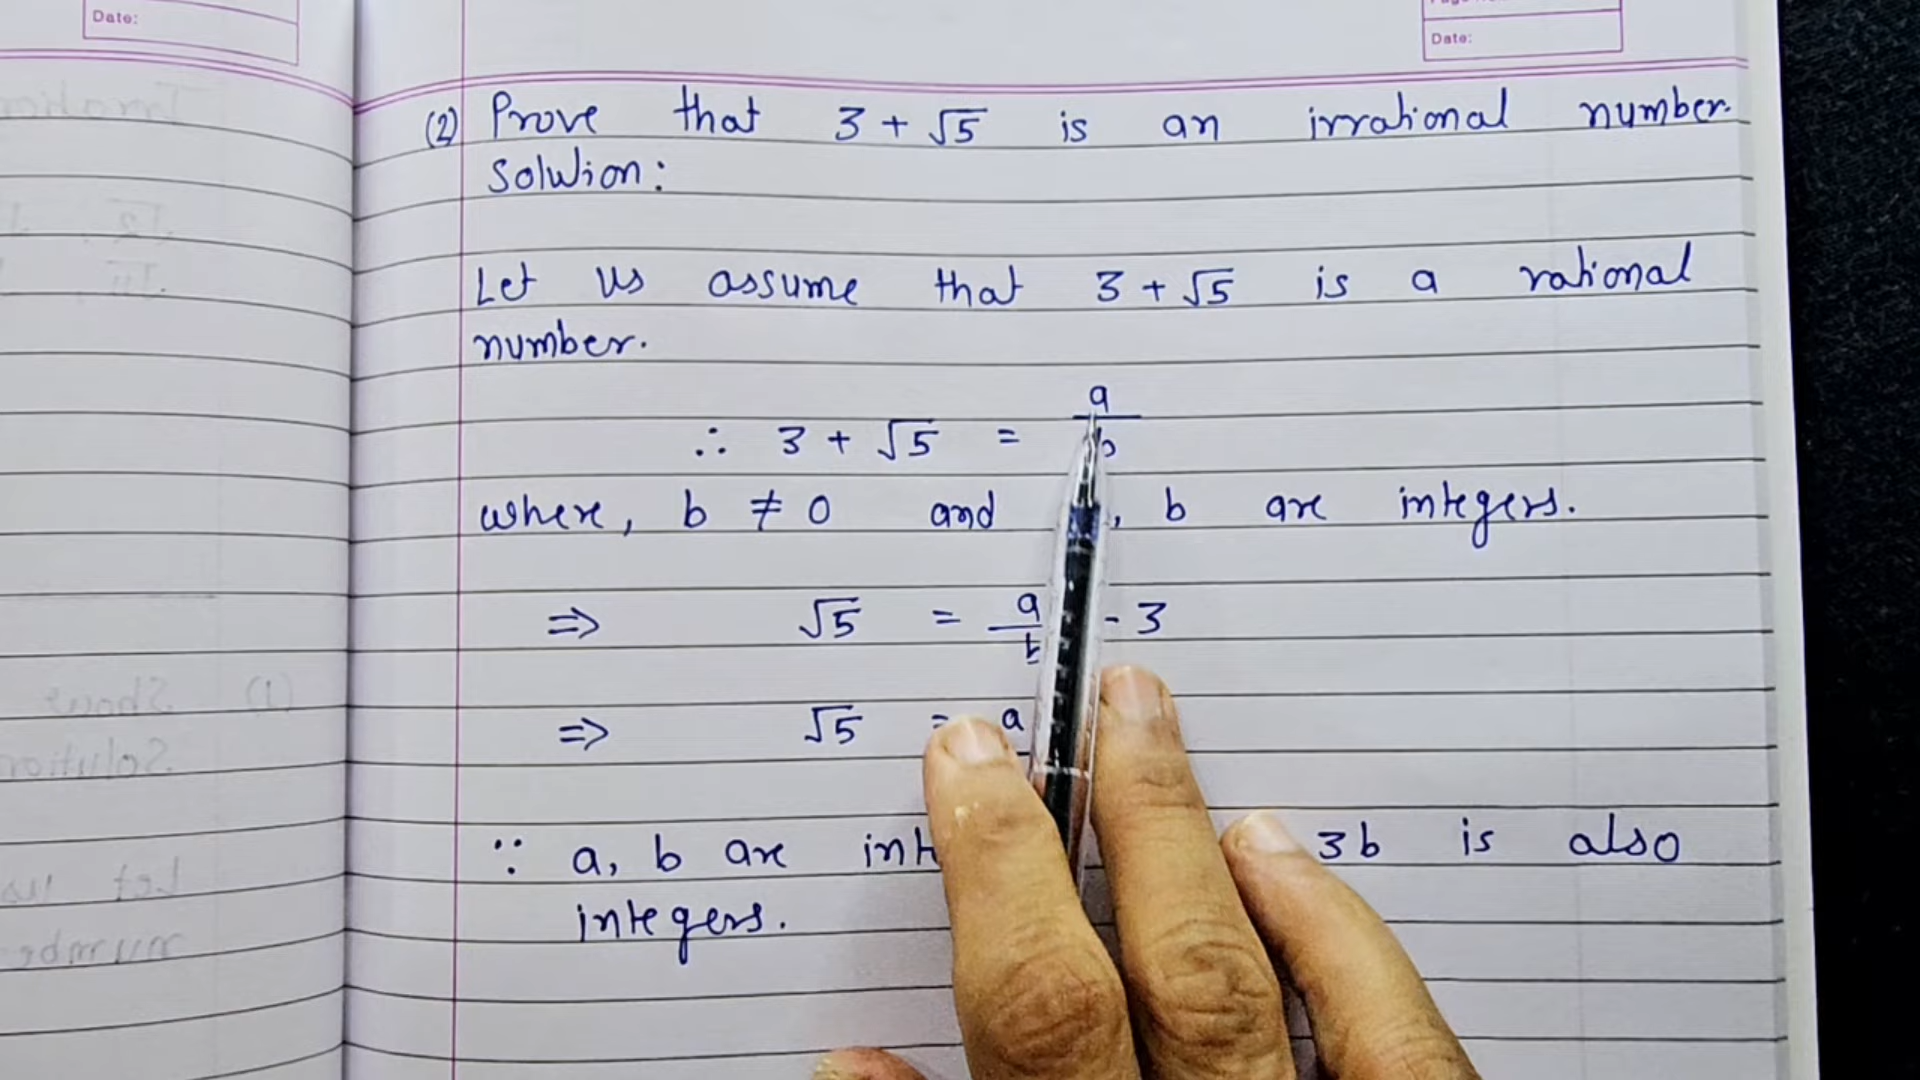 Date:
Date:
(2) Prove that 3 + √5 is an irrational number.
Solution:
Let us assume that 3 + √5 is a rational
number.
∴ 3 + √5 = a/b
where, b ≠ 0 and , b are integers.
⇒ √5 = a/b - 3
⇒ √5 = a
∵ a, b are 3b is also
integers.